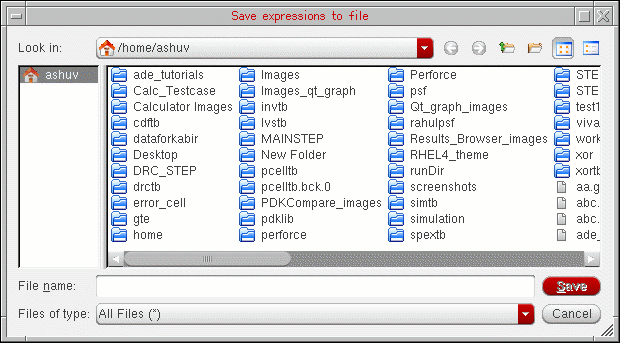 Save expressions to file
Look in: /home/ashuv
ashuv
ade_tutorials Images Perforce STE
Calc_Testcase Images_qt_graph psf STE
Calculator Images invtb Qt_graph_images test1
cdftb lvstb rahulpsf viva
dataforkabir MAINSTEP Results_Browser_images work
Desktop New Folder RHEL4_theme xor
DRC_STEP pcelltb runDir xortb
drctb pcelltb.bck.0 screenshots aa.g
error_cell PDKCompare_images simtb abc.
gte pdklib simulation abc.
home perforce spextb ade_
File name: Save
Files of type: All Files (*) Cancel